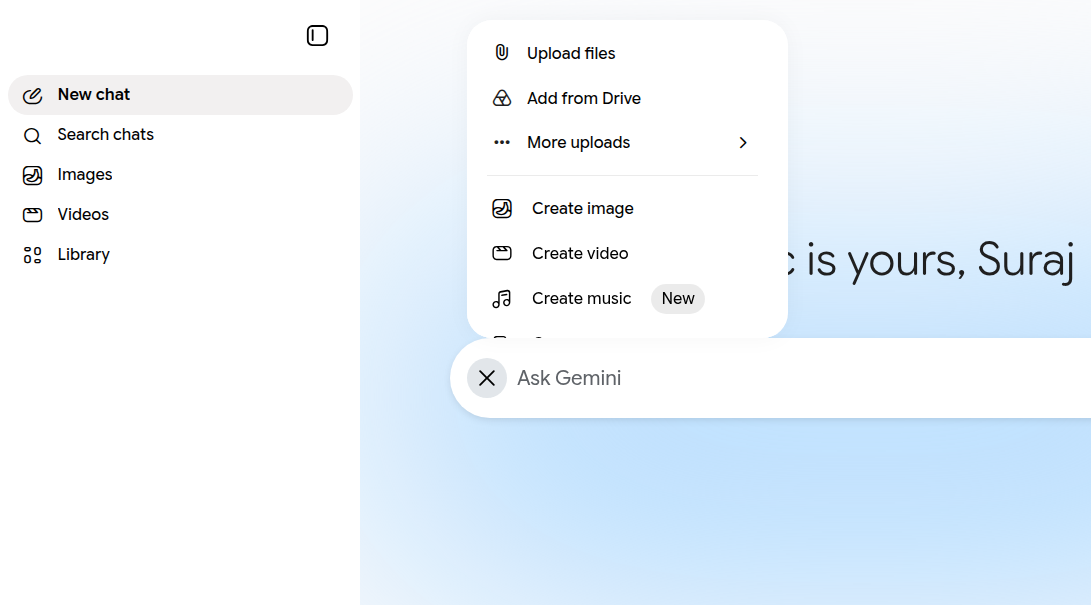 New chat
Search chats
Images
Videos
Library
Upload files
Add from Drive
More uploads
Create image
Create video
Create music New
is yours, Suraj
Ask Gemini